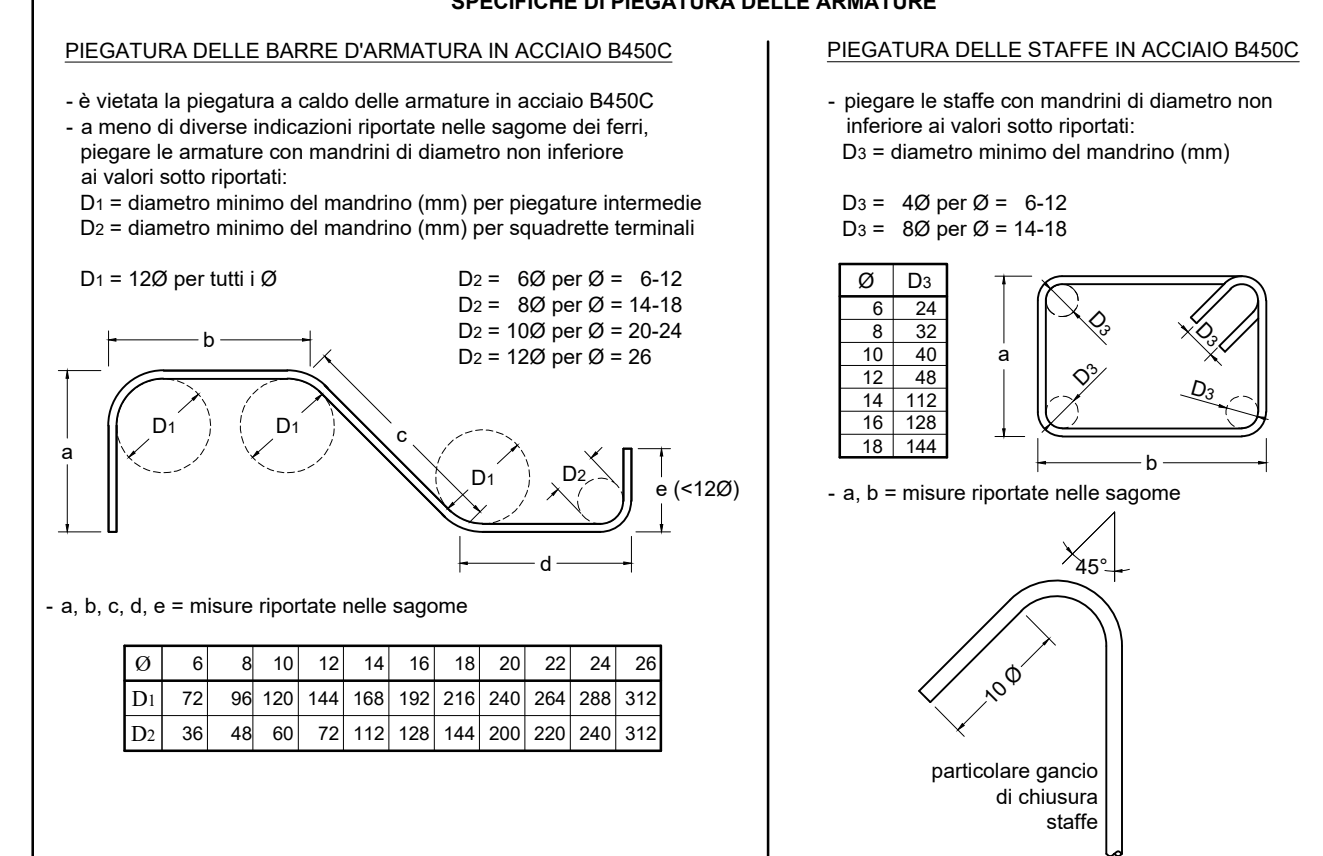 SPECIFICHE DI PIEGATURA DELLE ARMATURE
PIEGATURA DELLE BARRE D'ARMATURA IN ACCIAIO B450C
- è vietata la piegatura a caldo delle armature in acciaio B450C
- a meno di diverse indicazioni riportate nelle sagome dei ferri,
piegare le armature con mandrini di diametro non inferiore
ai valori sotto riportati:
D1 = diametro minimo del mandrino (mm) per piegature intermedie
D2 = diametro minimo del mandrino (mm) per squadrette terminali
D1 = 12Ø per tutti i Ø
D2 = 6Ø per Ø = 6-12
D2 = 8Ø per Ø = 14-18
D2 = 10Ø per Ø = 20-24
D2 = 12Ø per Ø = 26
b
D1
D1
a
c
D1
D2
e (<12Ø)
d
- a, b, c, d, e = misure riportate nelle sagome
Ø 6 8 10 12 14 16 18 20 22 24 26
D1 72 96 120 144 168 192 216 240 264 288 312
D2 36 48 60 72 112 128 144 200 220 240 312
PIEGATURA DELLE STAFFE IN ACCIAIO B450C
- piegare le staffe con mandrini di diametro non
inferiore ai valori sotto riportati:
D3 = diametro minimo del mandrino (mm)
D3 = 4Ø per Ø = 6-12
D3 = 8Ø per Ø = 14-18
Ø D3
6 24
8 32
10 40
12 48
14 112
16 128
18 144
D3
D3
a
D3
D3
b
- a, b = misure riportate nelle sagome
45°
10 Ø
particolare gancio
di chiusura
staffe